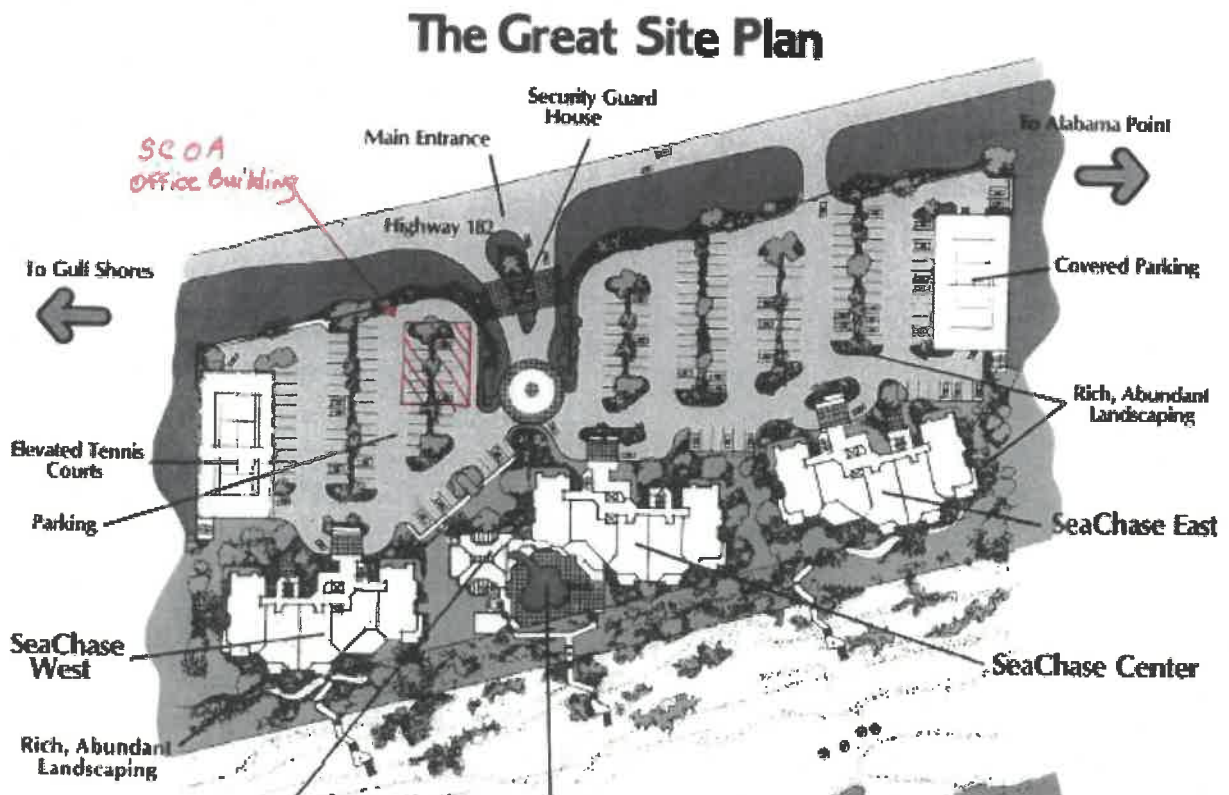 The Great Site Plan
Security Guard
House
Main Entrance
To Alabama Point
SCOA
Office Building
Highway 182
To Gulf Shores
Covered Parking
Rich, Abundant
Landscaping
Elevated Tennis
Courts
Parking
SeaChase East
SeaChase
West
SeaChase Center
Rich, Abundant
Landscaping